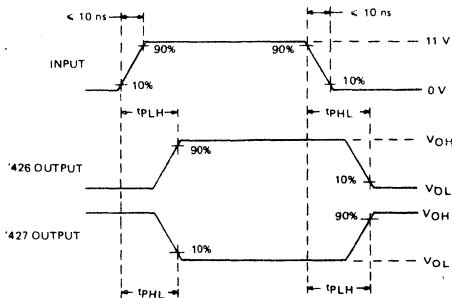 ≤ 10 ns
≤ 10 ns
90%
90%
11 V
INPUT
10%
10%
0 V
tPLH
tPHL
VOH
90%
'426 OUTPUT
10%
VOL
VOH
'427 OUTPUT
90%
10%
VOL
tPHL
tPLH